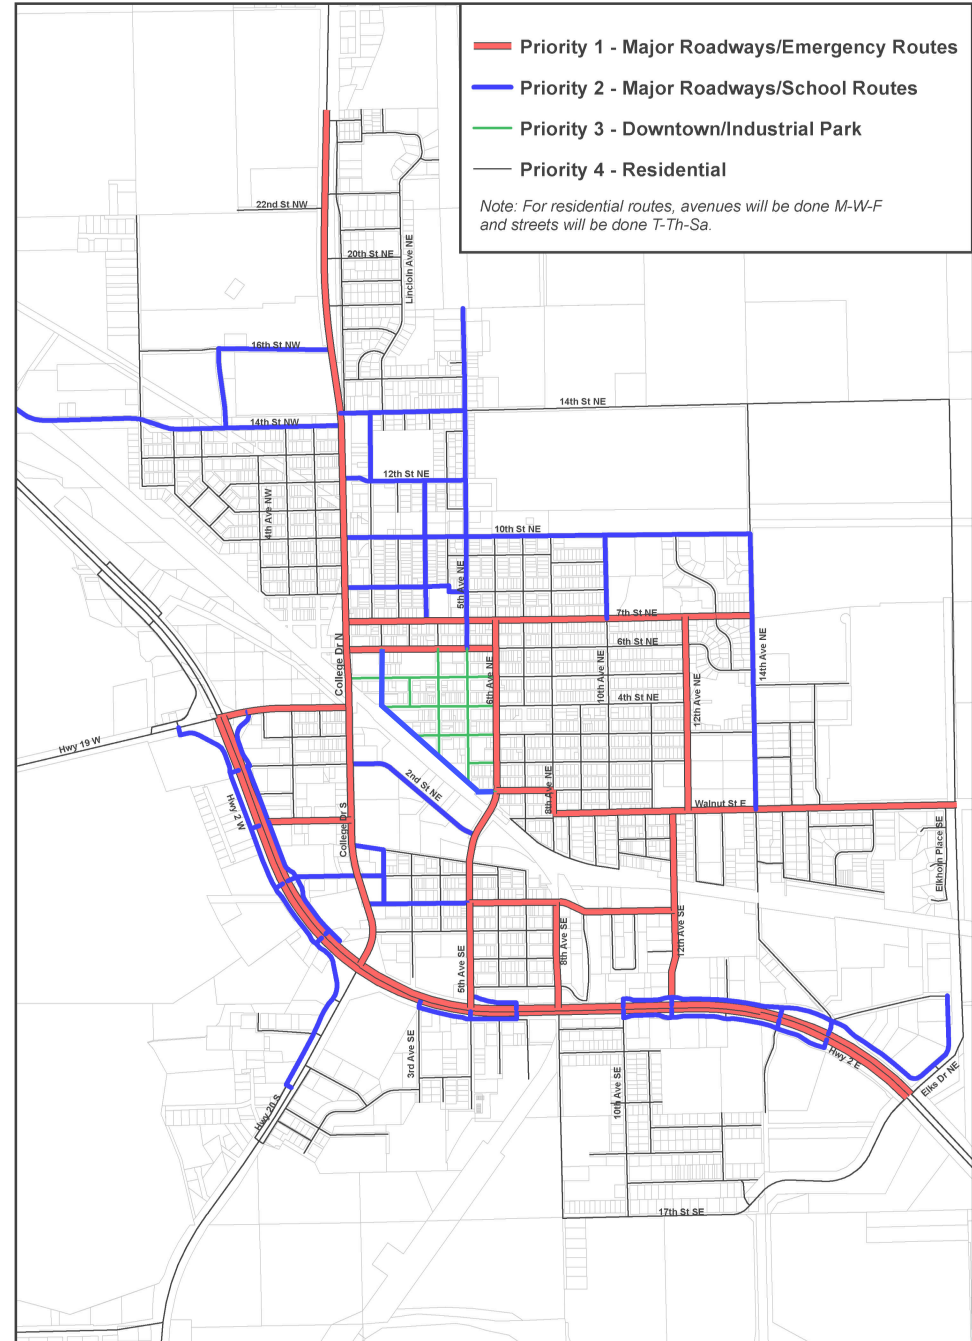 Priority 1 - Major Roadways/Emergency Routes
Priority 2 - Major Roadways/School Routes
Priority 3 - Downtown/Industrial Park
Priority 4 - Residential
Note: For residential routes, avenues will be done M-W-F
and streets will be done T-Th-Sa.
22nd St NW
20th St NE
Lincloln Ave NE
16th St NW
14th St NE
14th St NW
12th St NE
4th Ave NW
10th St NE
5th Ave NE
7th St NE
6th St NE
College Dr N
6th Ave NE
10th Ave NE
14th Ave NE
4th St NE
12th Ave NE
Hwy 19 W
2nd St NE
8th Ave NE
Walnut St E
Hwy 2 W
College Dr S
Elkhorn Place SE
5th Ave SE
8th Ave SE
12th Ave SE
3rd Ave SE
Hwy 2 E
Elks Dr NE
10th Ave SE
Hwy 20 S
17th St SE